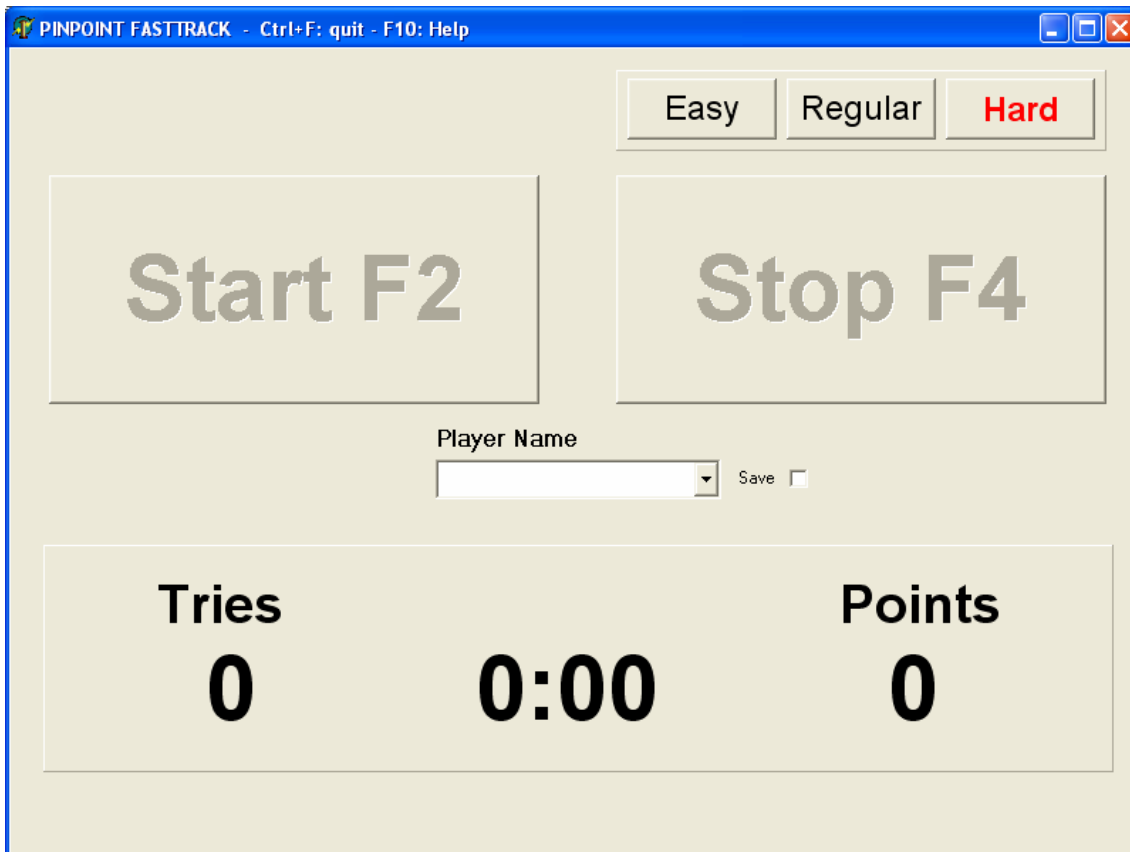 PINPOINT FASTTRACK - Ctrl+F: quit - F10: Help
Easy Regular Hard
Start F2 Stop F4
Player Name
Save
Tries Points
0 0:00 0